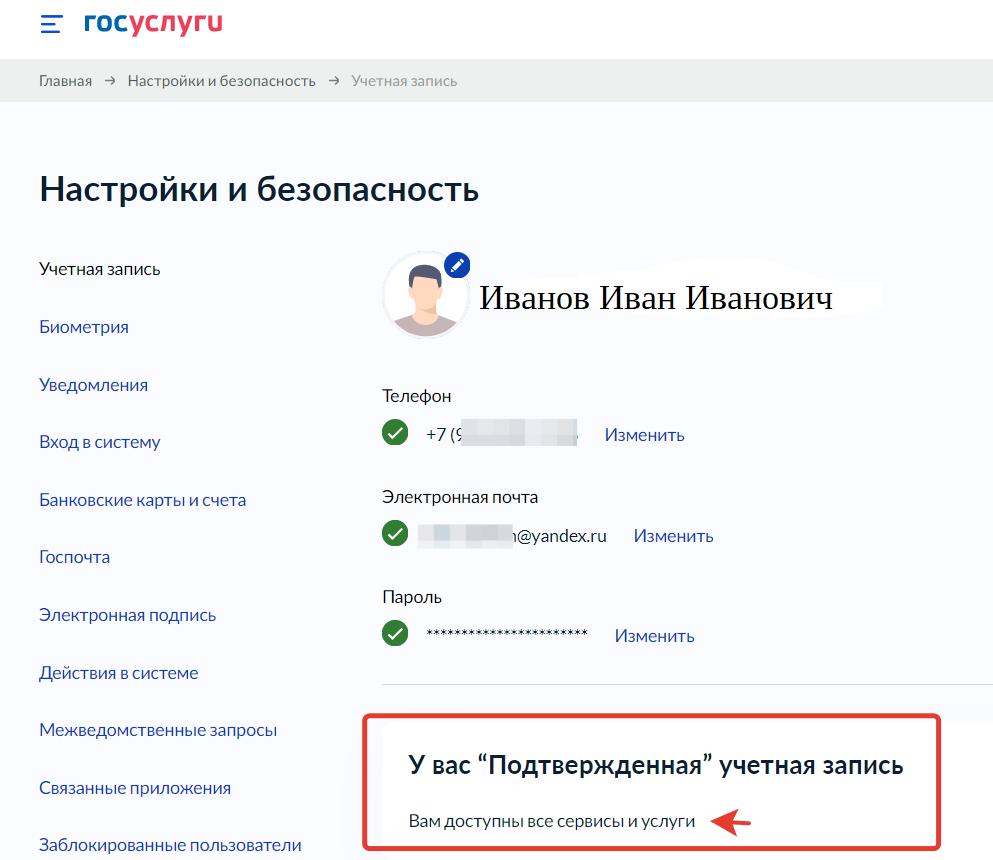 госуслуги
Главная → Настройки и безопасность → Учетная запись
Настройки и безопасность
Учетная запись
Биометрия
Уведомления
Вход в систему
Банковские карты и счета
Госпочта
Электронная подпись
Действия в системе
Межведомственные запросы
Связанные приложения
Заблокированные пользователи
Иванов Иван Иванович
Телефон
+7 (9 Изменить
Электронная почта
@yandex.ru Изменить
Пароль
*********************** Изменить
У вас “Подтвержденная” учетная запись
Вам доступны все сервисы и услуги